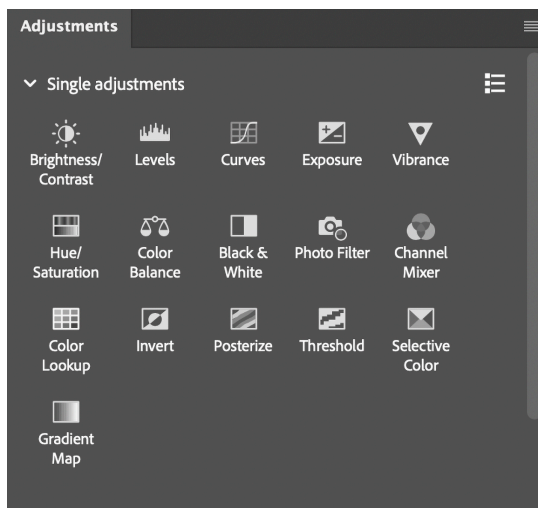 Adjustments
Single adjustments
Brightness/
Contrast
Levels
Curves
Exposure
Vibrance
Hue/
Saturation
Color
Balance
Black &
White
Photo Filter
Channel
Mixer
Color
Lookup
Invert
Posterize
Threshold
Selective
Color
Gradient
Map